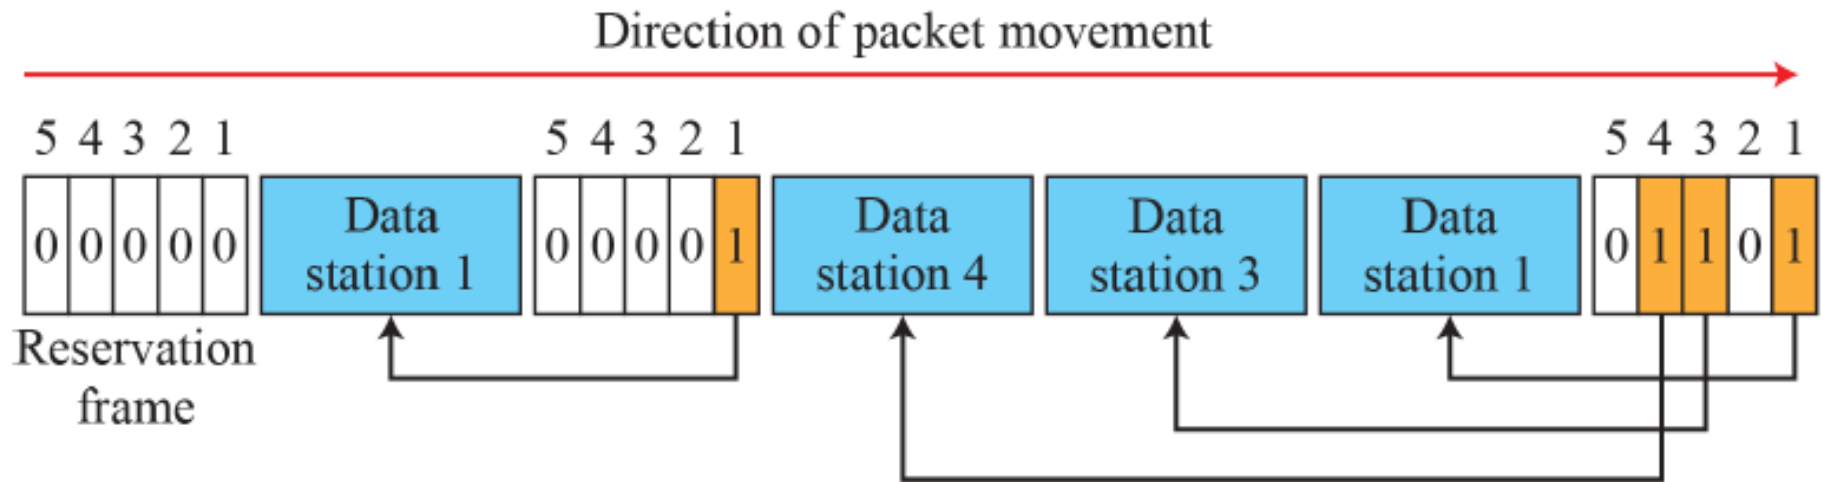 Direction of packet movement
5 4 3 2 1 5 4 3 2 1 5 4 3 2 1
0 0 0 0 0 Data station 1 0 0 0 0 1 Data station 4 Data station 3 Data station 1 0 1 1 0 1
Reservation
frame